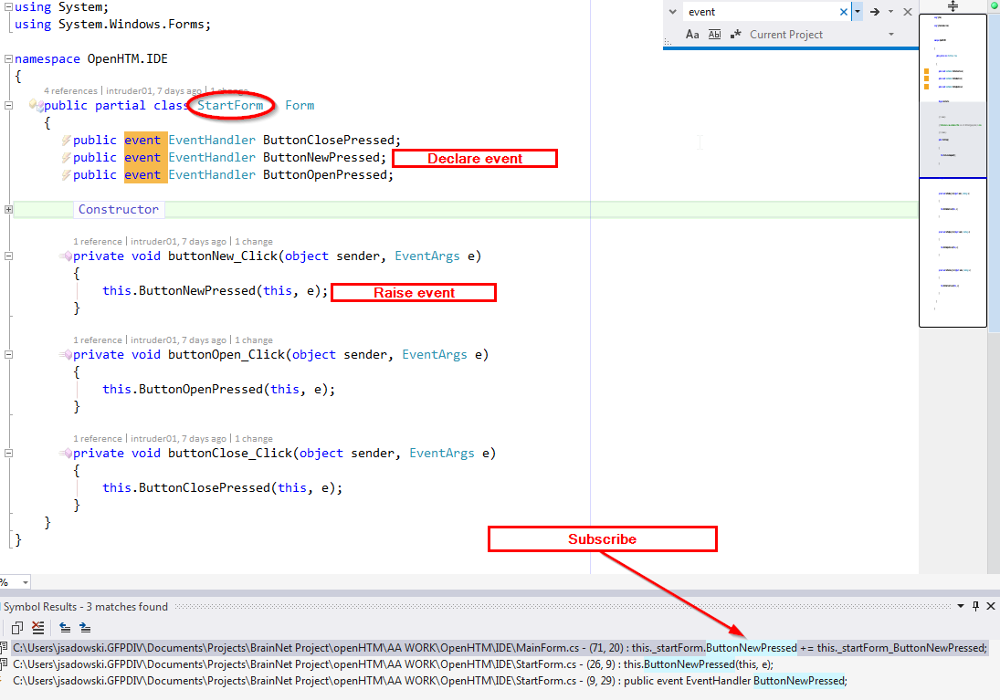 using System;
event
using System.Windows.Forms;
Aa Ab .* Current Project
namespace OpenHTM.IDE
{
4 references | intruder01, 7 days ago | 1 change
public partial class StartForm Form
{
public event EventHandler ButtonClosePressed;
public event EventHandler ButtonNewPressed; Declare event
public event EventHandler ButtonOpenPressed;
Constructor
1 reference | intruder01, 7 days ago | 1 change
private void buttonNew_Click(object sender, EventArgs e)
{
this.ButtonNewPressed(this, e); Raise event
}
1 reference | intruder01, 7 days ago | 1 change
private void buttonOpen_Click(object sender, EventArgs e)
{
this.ButtonOpenPressed(this, e);
}
1 reference | intruder01, 7 days ago | 1 change
private void buttonClose_Click(object sender, EventArgs e)
{
this.ButtonClosePressed(this, e);
}
}
}
Subscribe
%
Symbol Results - 3 matches found
C:\Users\jsadowski.GFPDIV\Documents\Projects\BrainNet Project\openHTM\AA WORK\OpenHTM\IDE\MainForm.cs - (71, 20) : this._startForm.ButtonNewPressed += this._startForm_ButtonNewPressed;
C:\Users\jsadowski.GFPDIV\Documents\Projects\BrainNet Project\openHTM\AA WORK\OpenHTM\IDE\StartForm.cs - (26, 9) : this.ButtonNewPressed(this, e);
C:\Users\jsadowski.GFPDIV\Documents\Projects\BrainNet Project\openHTM\AA WORK\OpenHTM\IDE\StartForm.cs - (9, 29) : public event EventHandler ButtonNewPressed;